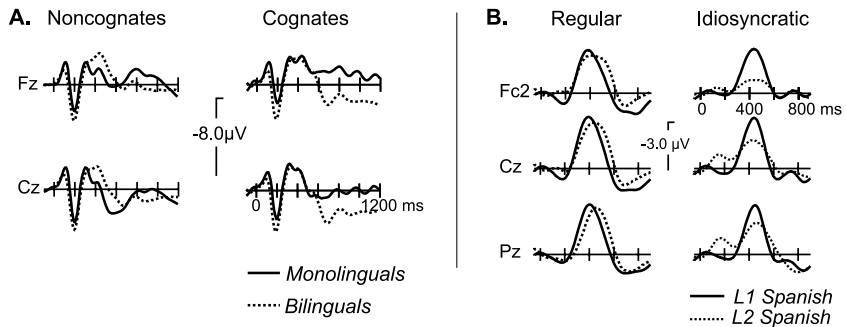 A. Noncognates Cognates
Fz
-8.0µV
Cz
0 1200 ms
Monolinguals
Bilinguals
B. Regular Idiosyncratic
Fc2
0 400 800 ms
-3.0 µV
Cz
Pz
L1 Spanish
L2 Spanish